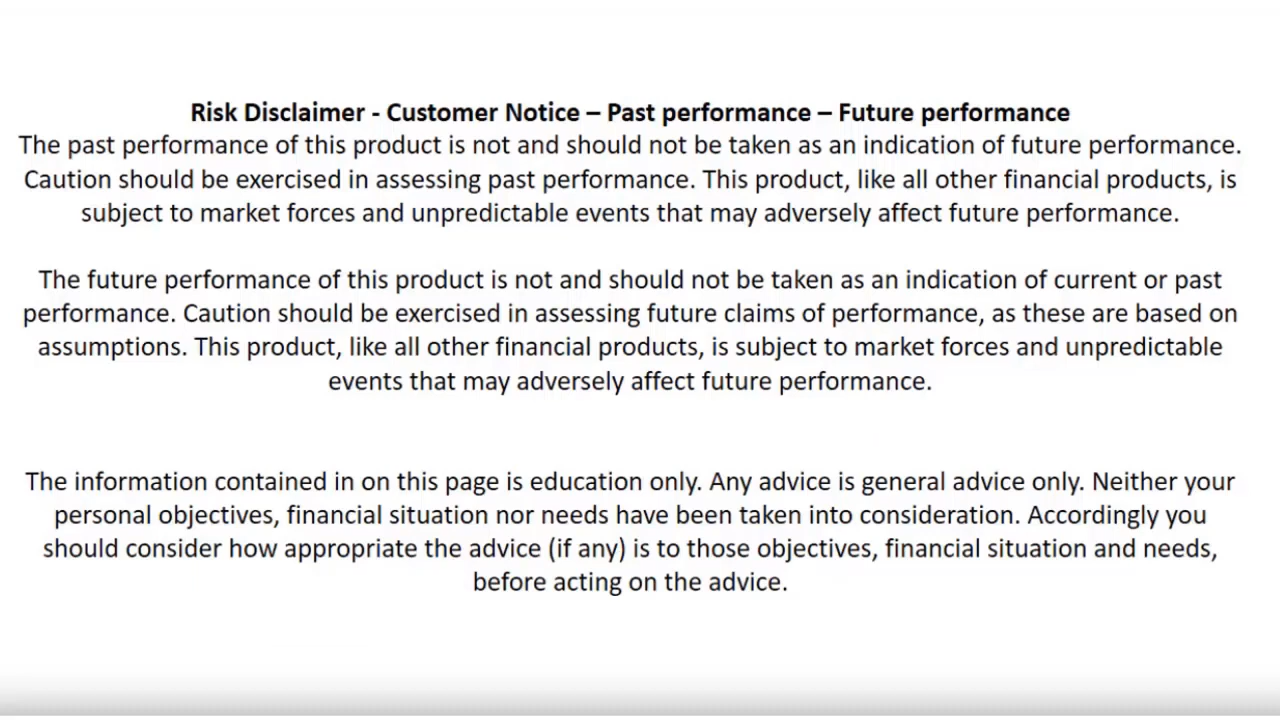 Risk Disclaimer - Customer Notice – Past performance – Future performance
The past performance of this product is not and should not be taken as an indication of future performance.
Caution should be exercised in assessing past performance. This product, like all other financial products, is
subject to market forces and unpredictable events that may adversely affect future performance.
The future performance of this product is not and should not be taken as an indication of current or past
performance. Caution should be exercised in assessing future claims of performance, as these are based on
assumptions. This product, like all other financial products, is subject to market forces and unpredictable
events that may adversely affect future performance.
The information contained in on this page is education only. Any advice is general advice only. Neither your
personal objectives, financial situation nor needs have been taken into consideration. Accordingly you
should consider how appropriate the advice (if any) is to those objectives, financial situation and needs,
before acting on the advice.